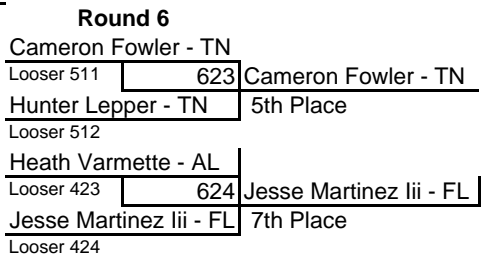 Round 6
Cameron Fowler - TN
Looser 511
623 Cameron Fowler - TN
Hunter Lepper - TN
5th Place
Looser 512
Heath Varmette - AL
Looser 423
624 Jesse Martinez Iii - FL
Jesse Martinez Iii - FL
7th Place
Looser 424